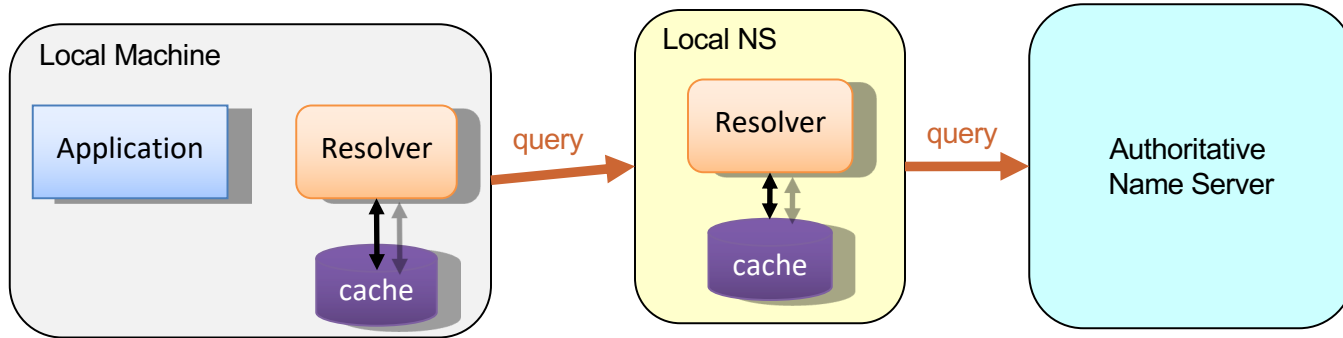 Local Machine
Application
Resolver
cache
query
Local NS
Resolver
cache
query
Authoritative
Name Server